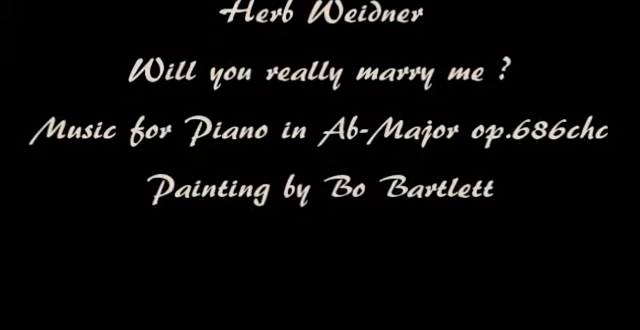 Herb Weidner
Will you really marry me ?
Music for Piano in Ab-Major op.686chc
Painting by Bo Bartlett